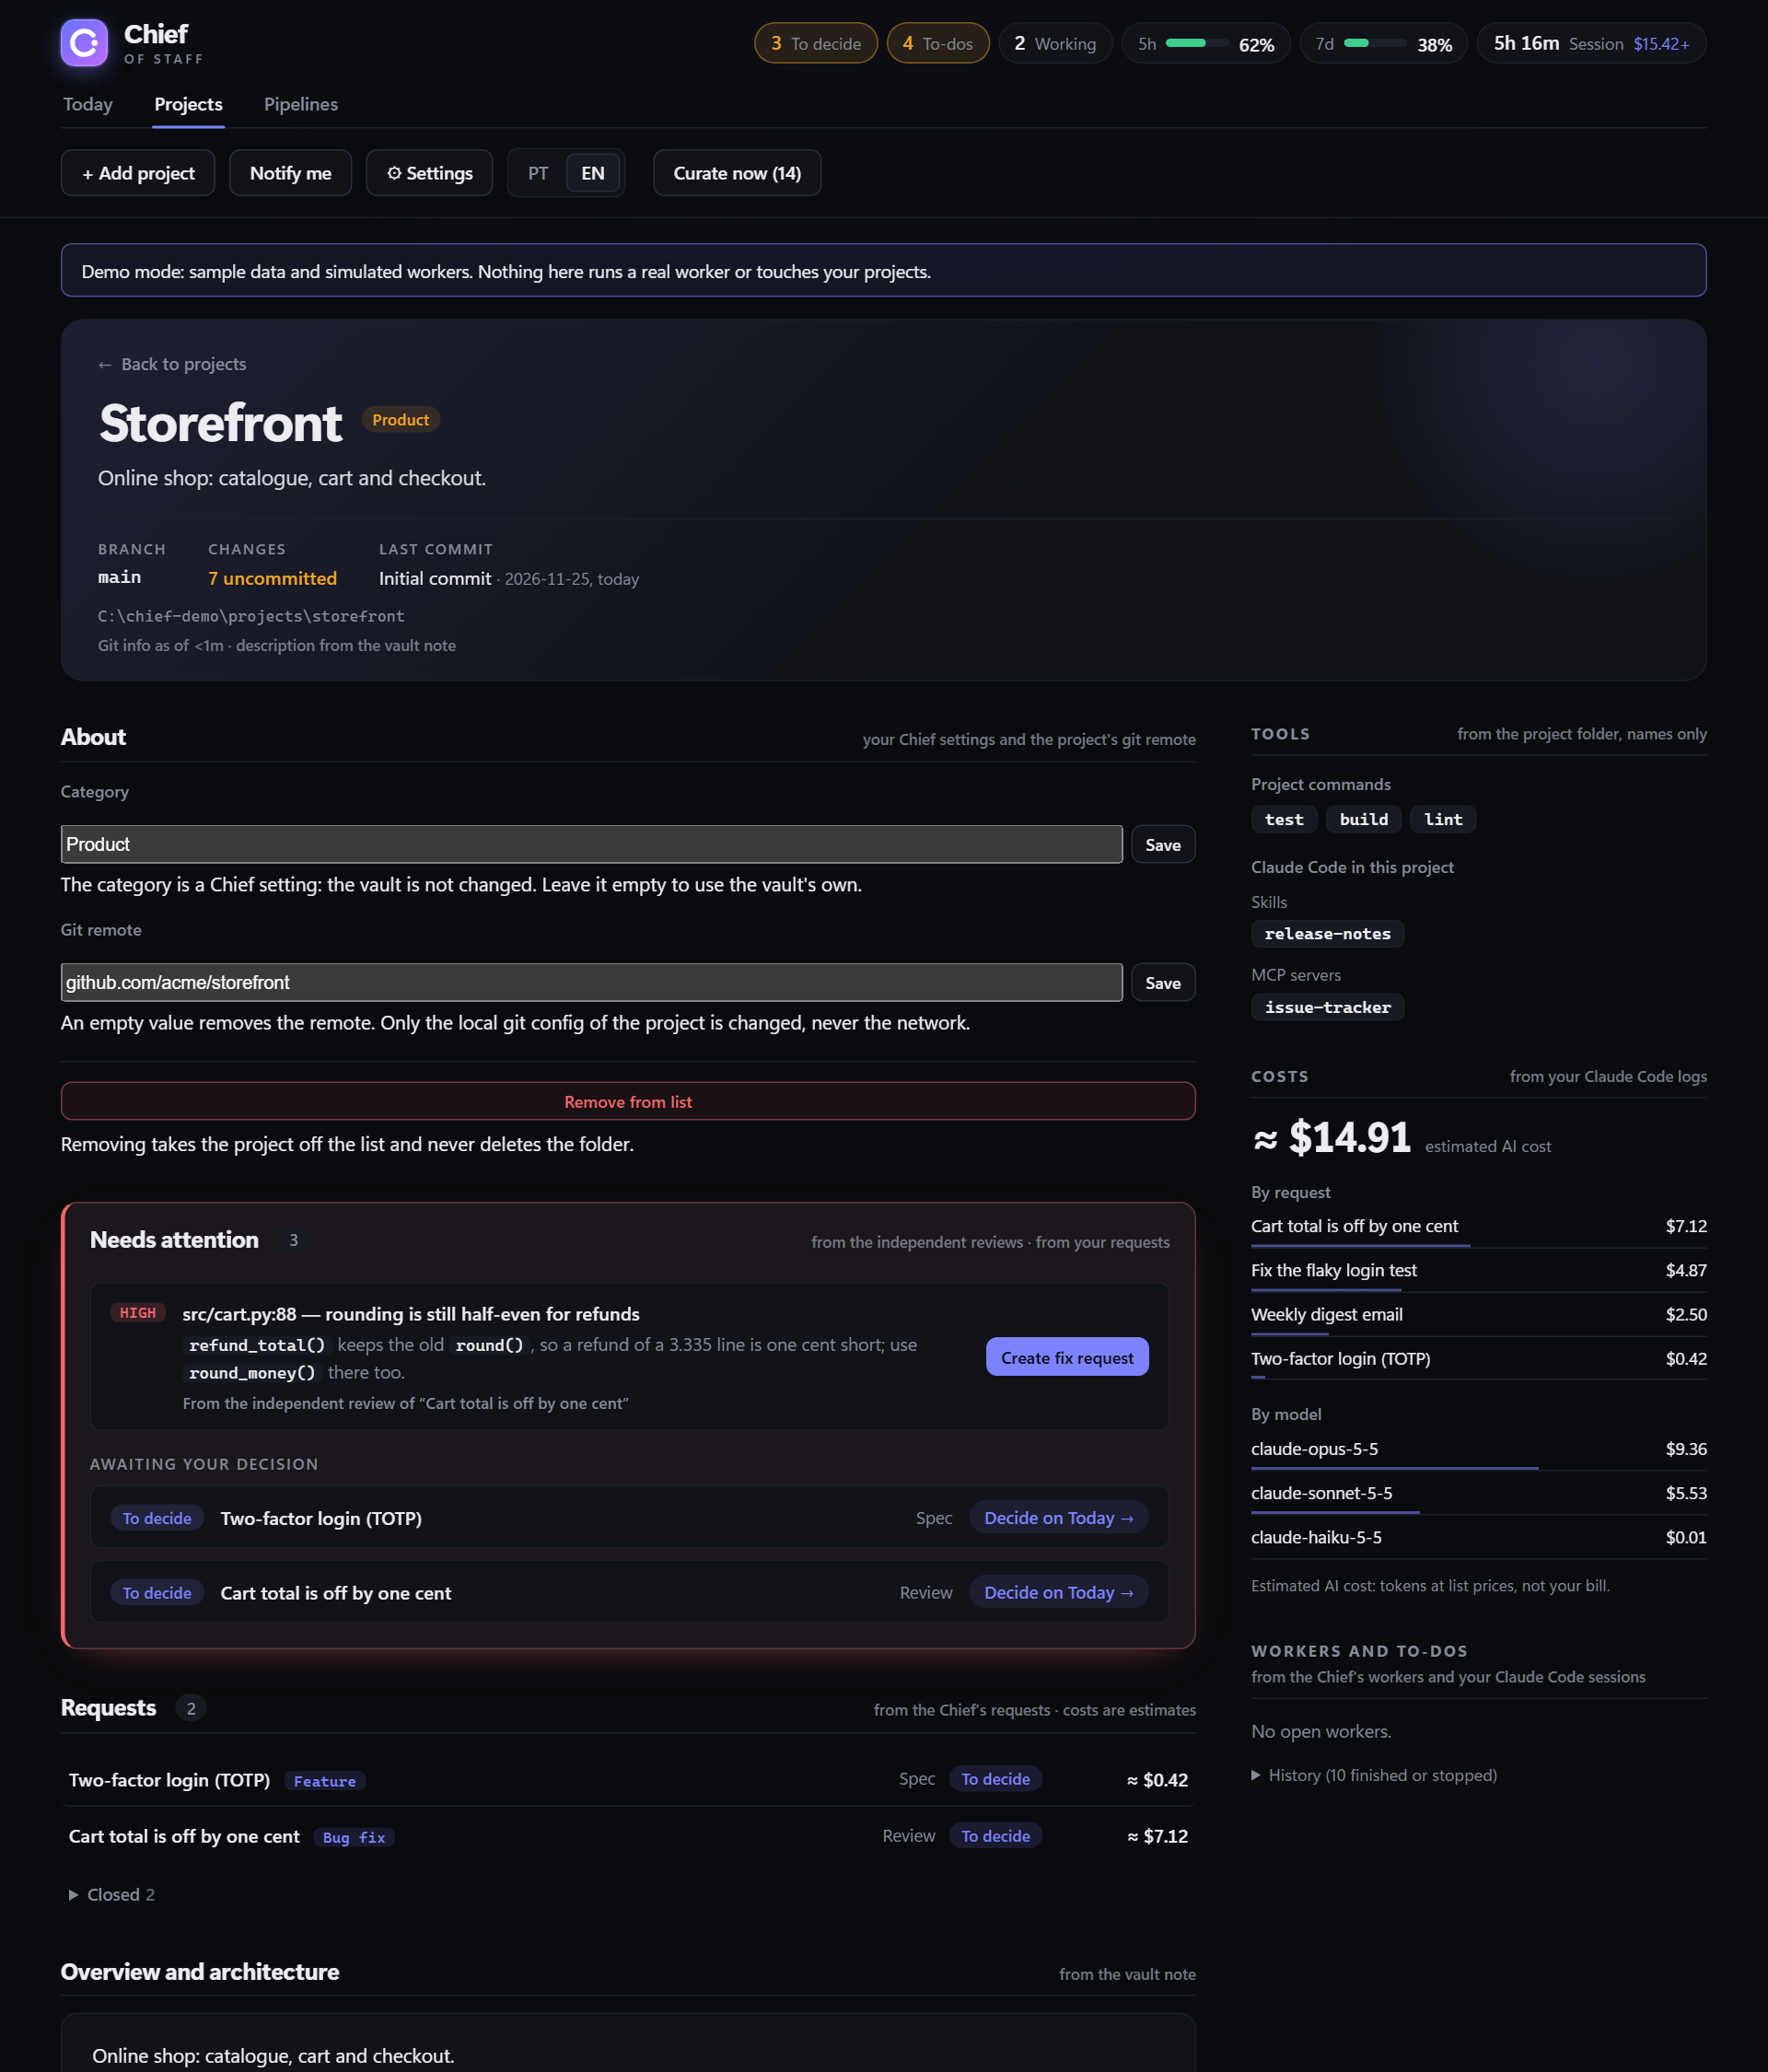 Chief
OF STAFF
3 To decide
4 To-dos
2 Working
5h 62%
7d 38%
5h 16m Session $15.42+
Today Projects Pipelines
+ Add project
Notify me
⚙ Settings
PT EN
Curate now (14)
Demo mode: sample data and simulated workers. Nothing here runs a real worker or touches your projects.
← Back to projects
Storefront Product
Online shop: catalogue, cart and checkout.
BRANCH
main
CHANGES
7 uncommitted
LAST COMMIT
Initial commit · 2026-11-25, today
C:\chief-demo\projects\storefront
Git info as of <1m · description from the vault note
About your Chief settings and the project's git remote
Category
Product Save
The category is a Chief setting: the vault is not changed. Leave it empty to use the vault's own.
Git remote
github.com/acme/storefront Save
An empty value removes the remote. Only the local git config of the project is changed, never the network.
Remove from list
Removing takes the project off the list and never deletes the folder.
Needs attention 3 from the independent reviews · from your requests
HIGH src/cart.py:88 — rounding is still half-even for refunds
refund_total() keeps the old round(), so a refund of a 3.335 line is one cent short; use
round_money() there too.
From the independent review of “Cart total is off by one cent”
Create fix request
AWAITING YOUR DECISION
To decide Two-factor login (TOTP) Spec Decide on Today →
To decide Cart total is off by one cent Review Decide on Today →
Requests 2 from the Chief's requests · costs are estimates
Two-factor login (TOTP) Feature Spec To decide ≈ $0.42
Cart total is off by one cent Bug fix Review To decide ≈ $7.12
▶ Closed 2
Overview and architecture from the vault note
Online shop: catalogue, cart and checkout.
TOOLS from the project folder, names only
Project commands
test build lint
Claude Code in this project
Skills
release-notes
MCP servers
issue-tracker
COSTS from your Claude Code logs
≈ $14.91 estimated AI cost
By request
Cart total is off by one cent $7.12
Fix the flaky login test $4.87
Weekly digest email $2.50
Two-factor login (TOTP) $0.42
By model
claude-opus-5-5 $9.36
claude-sonnet-5-5 $5.53
claude-haiku-5-5 $0.01
Estimated AI cost: tokens at list prices, not your bill.
WORKERS AND TO-DOS
from the Chief's workers and your Claude Code sessions
No open workers.
▶ History (10 finished or stopped)